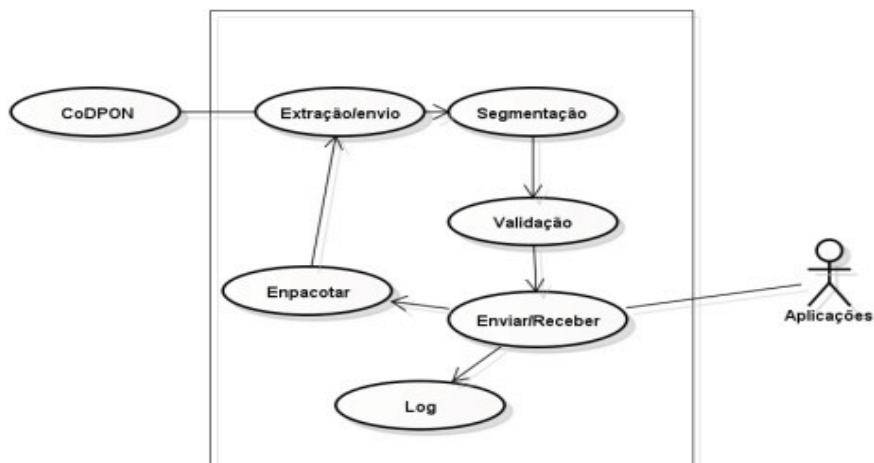 CoDPON
Extração/envio
Segmentação
Validação
Enpacotar
Enviar/Receber
Aplicações
Log